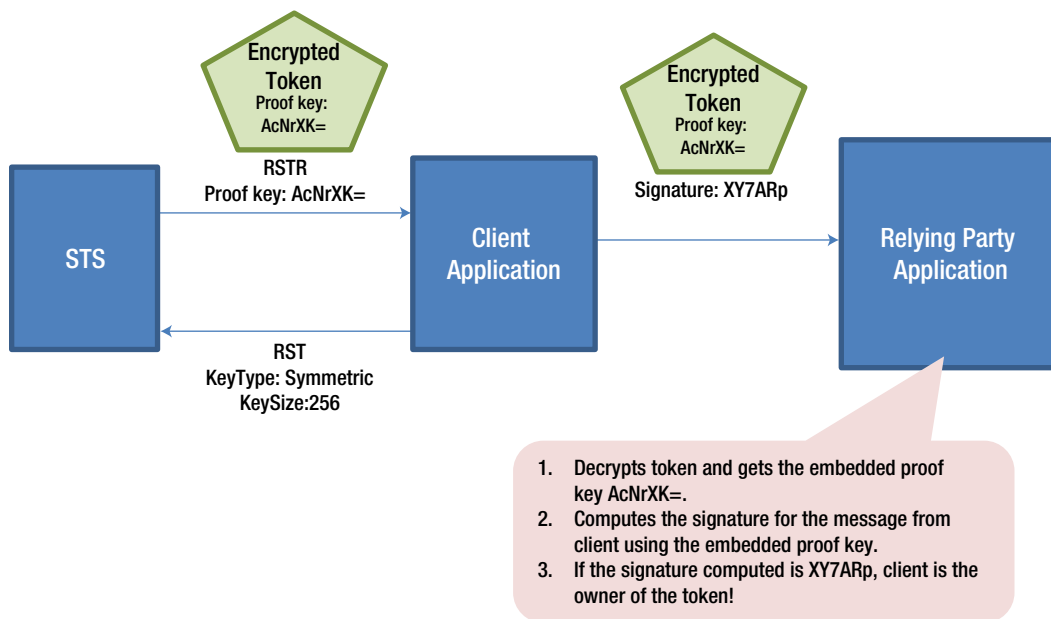 Encrypted
Token
Proof key:
AcNrXK=
RSTR
Proof key: AcNrXK=
Encrypted
Token
Proof key:
AcNrXK=
Signature: XY7ARp
STS
Client
Application
Relying Party
Application
RST
KeyType: Symmetric
KeySize:256
1. Decrypts token and gets the embedded proof
key AcNrXK=.
2. Computes the signature for the message from
client using the embedded proof key.
3. If the signature computed is XY7ARp, client is the
owner of the token!